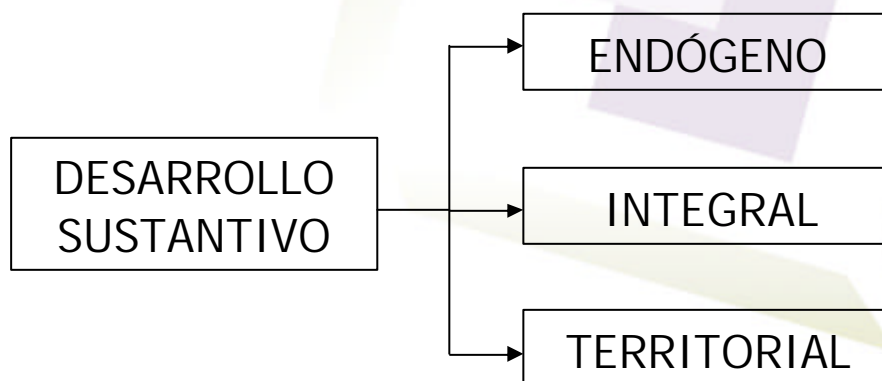 ENDÓGENO
DESARROLLO
SUSTANTIVO
INTEGRAL
TERRITORIAL